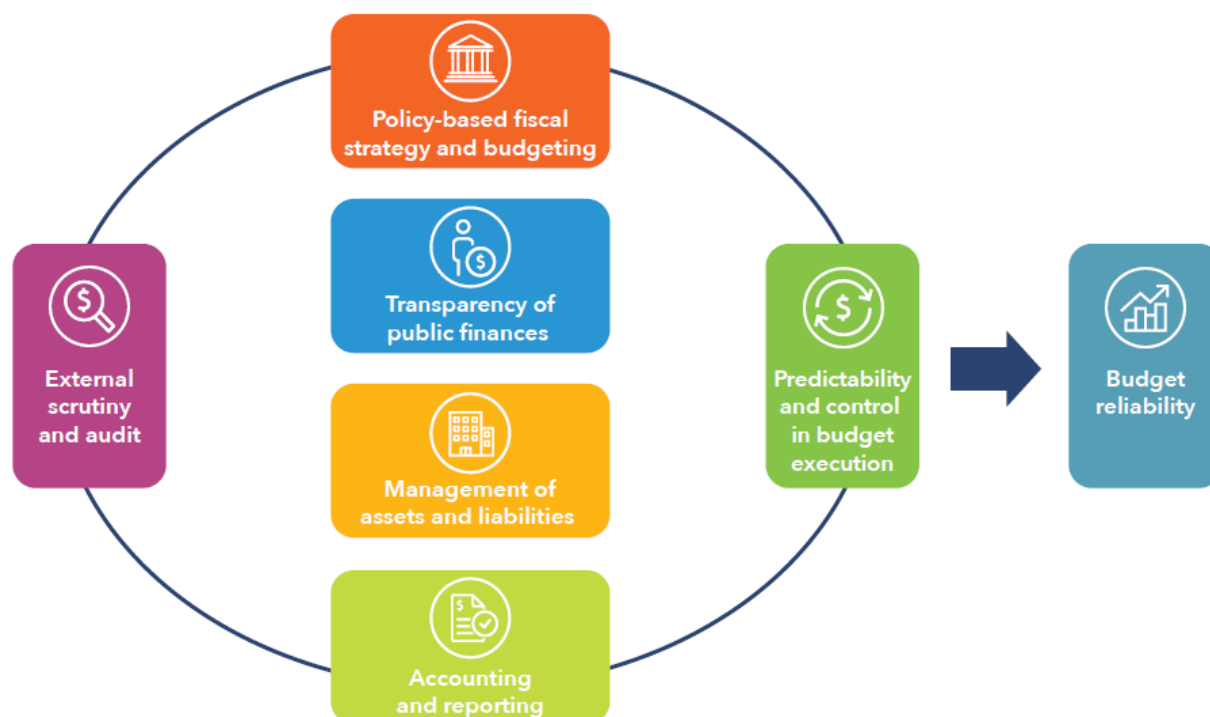 Policy-based fiscal
strategy and budgeting
$
Transparency of
public finances
$
External
scrutiny
and audit
$
Predictability
and control
in budget
execution
Budget
reliability
Management of
assets and liabilities
$
Accounting
and reporting